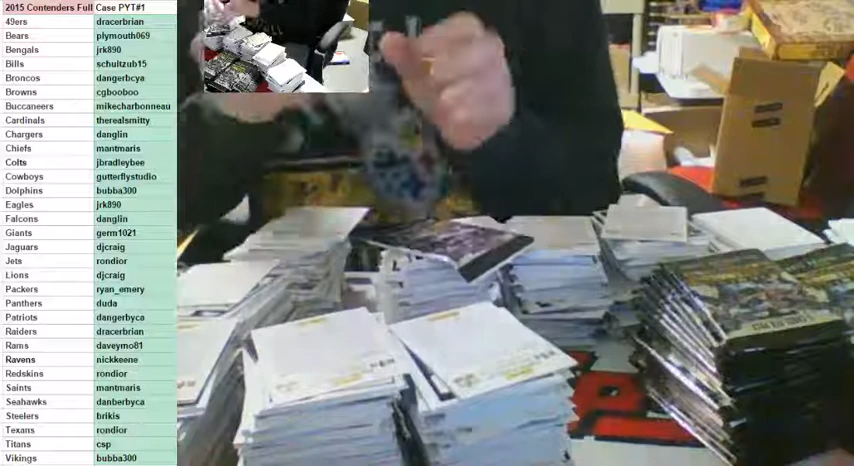 2015 Contenders Full Case PYT#1
49ers dracerbrian
Bears plymouth069
Bengals jrk890
Bills schultzub15
Broncos dangerbcya
Browns cgbooboo
Buccaneers mikecharbonneau
Cardinals therealsmitty
Chargers danglin
Chiefs mantmaris
Colts jbradleybee
Cowboys gutterflystudio
Dolphins bubba300
Eagles jrk890
Falcons danglin
Giants germ1021
Jaguars djcraig
Jets rondior
Lions djcraig
Packers ryan_emery
Panthers duda
Patriots dangerbyca
Raiders dracerbrian
Rams daveymo81
Ravens nickkeene
Redskins rondior
Saints mantmaris
Seahawks danberbyca
Steelers brikis
Texans rondior
Titans csp
Vikings bubba300